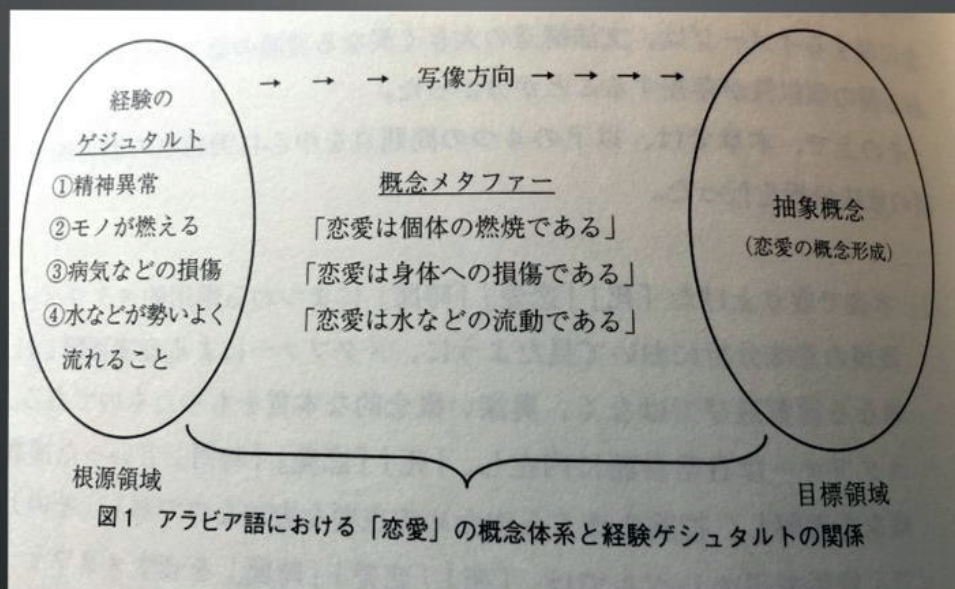 → → → 写像方向 → → → → →
経験の
ゲジュタルト
①精神異常
②モノが燃える
③病気などの損傷
④水などが勢いよく
流れること
概念メタファー
「恋愛は個体の燃焼である」
「恋愛は身体への損傷である」
「恋愛は水などの流動である」
抽象概念
(恋愛の概念形成)
根源領域
目標領域
図1 アラビア語における「恋愛」の概念体系と経験ゲシュタルトの関係